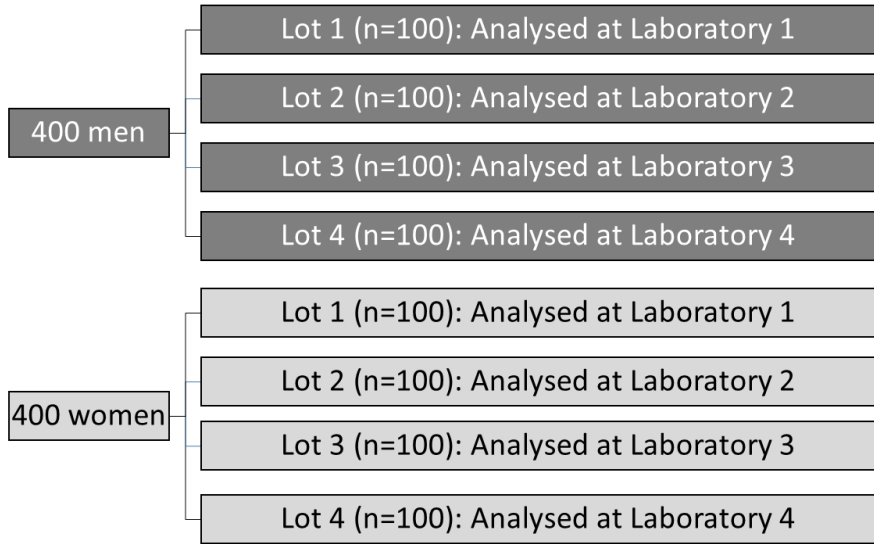 400 men
Lot 1 (n=100): Analysed at Laboratory 1
Lot 2 (n=100): Analysed at Laboratory 2
Lot 3 (n=100): Analysed at Laboratory 3
Lot 4 (n=100): Analysed at Laboratory 4
400 women
Lot 1 (n=100): Analysed at Laboratory 1
Lot 2 (n=100): Analysed at Laboratory 2
Lot 3 (n=100): Analysed at Laboratory 3
Lot 4 (n=100): Analysed at Laboratory 4